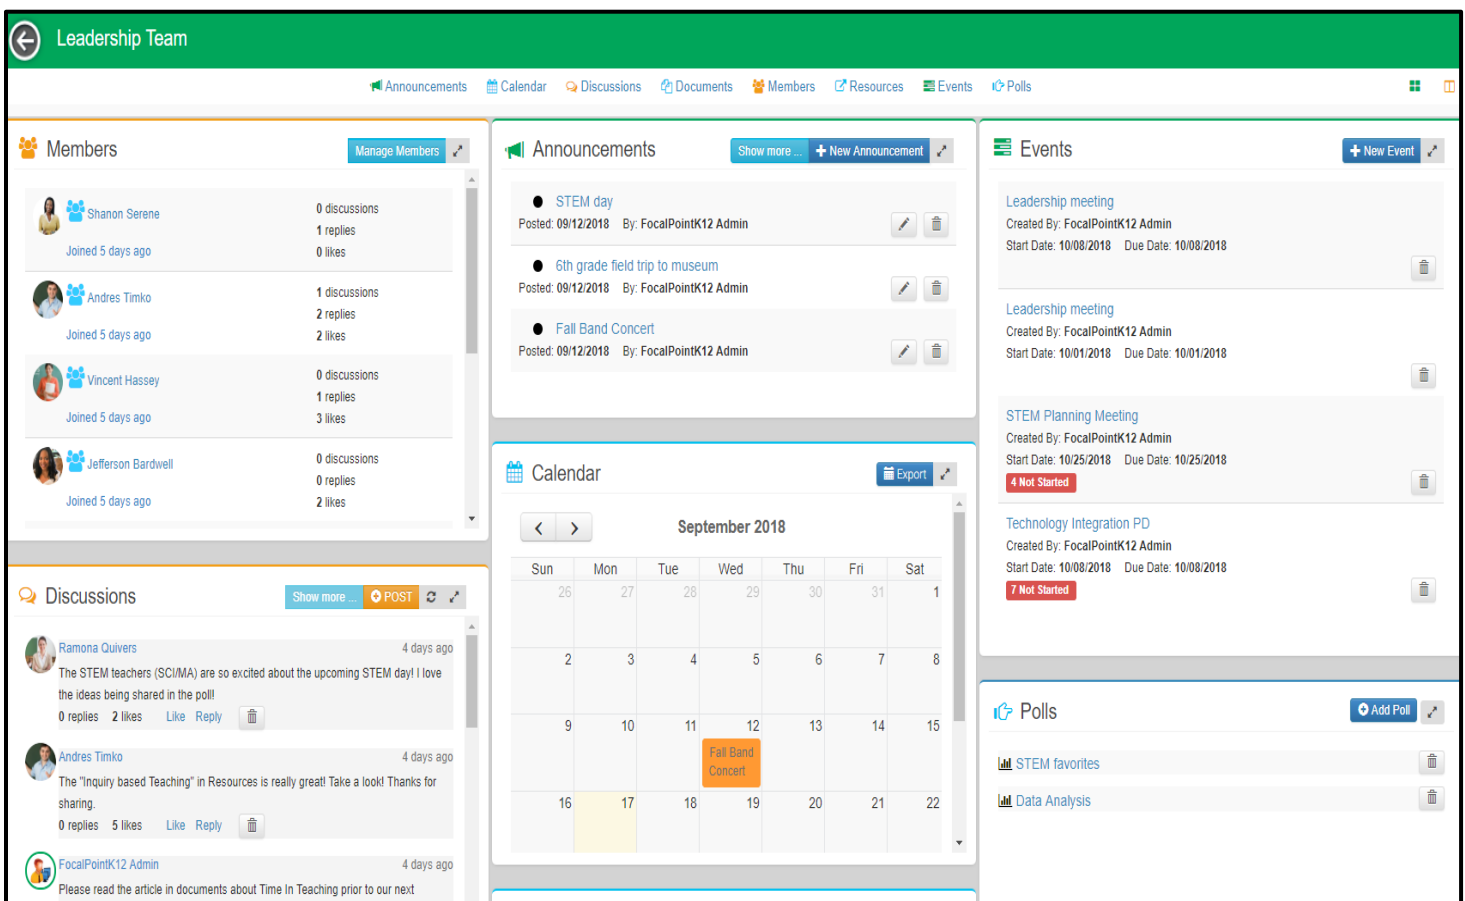 Leadership Team
Announcements Calendar Discussions Documents Members Resources Events Polls
Members Manage Members
Shanon Serene 0 discussions
1 replies
Joined 5 days ago 0 likes
Andres Timko 1 discussions
2 replies
Joined 5 days ago 2 likes
Vincent Hassey 0 discussions
1 replies
Joined 5 days ago 3 likes
Jefferson Bardwell 0 discussions
0 replies
Joined 5 days ago 2 likes
Discussions Show more ... POST
Ramona Quivers 4 days ago
The STEM teachers (SCI/MA) are so excited about the upcoming STEM day! I love
the ideas being shared in the poll!
0 replies 2 likes Like Reply
Andres Timko 4 days ago
The "Inquiry based Teaching" in Resources is really great! Take a look! Thanks for
sharing.
0 replies 5 likes Like Reply
FocalPointK12 Admin 4 days ago
Please read the article in documents about Time In Teaching prior to our next
Announcements Show more ... New Announcement
STEM day
Posted: 09/12/2018 By: FocalPointK12 Admin
6th grade field trip to museum
Posted: 09/12/2018 By: FocalPointK12 Admin
Fall Band Concert
Posted: 09/12/2018 By: FocalPointK12 Admin
Calendar Export
September 2018
Sun Mon Tue Wed Thu Fri Sat
26 27 28 29 30 31 1
2 3 4 5 6 7 8
9 10 11 12 13 14 15
Fall Band
Concert
16 17 18 19 20 21 22
Events New Event
Leadership meeting
Created By: FocalPointK12 Admin
Start Date: 10/08/2018 Due Date: 10/08/2018
Leadership meeting
Created By: FocalPointK12 Admin
Start Date: 10/01/2018 Due Date: 10/01/2018
STEM Planning Meeting
Created By: FocalPointK12 Admin
Start Date: 10/25/2018 Due Date: 10/25/2018
4 Not Started
Technology Integration PD
Created By: FocalPointK12 Admin
Start Date: 10/08/2018 Due Date: 10/08/2018
7 Not Started
Polls Add Poll
STEM favorites
Data Analysis